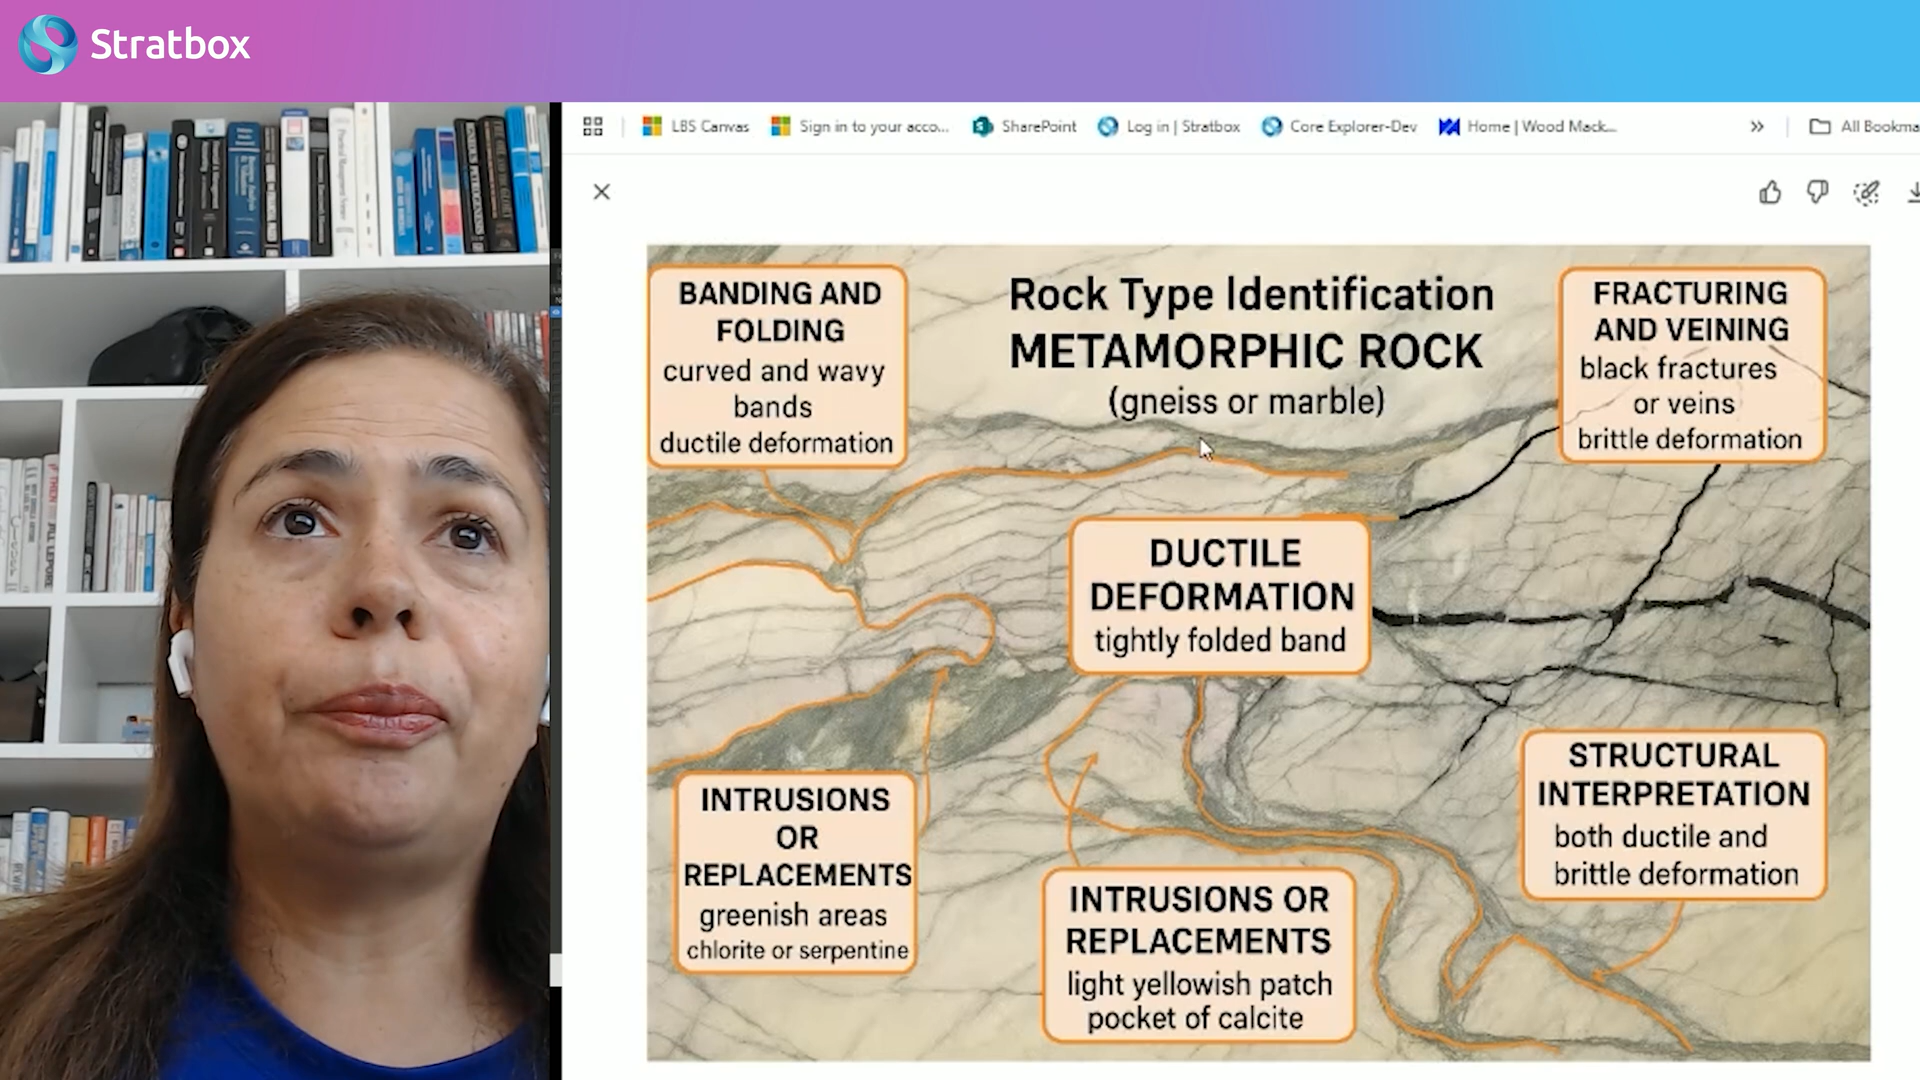 Stratbox
LBS Canvas
Sign in to your acco...
SharePoint
Log in | Stratbox
Core Explorer-Dev
Home | Wood Mack...
All Bookma
BANDING AND
FOLDING
curved and wavy
bands
ductile deformation
Rock Type Identification
METAMORPHIC ROCK
(gneiss or marble)
FRACTURING
AND VEINING
black fractures
or veins
brittle deformation
DUCTILE
DEFORMATION
tightly folded band
INTRUSIONS
OR
REPLACEMENTS
greenish areas
chlorite or serpentine
INTRUSIONS OR
REPLACEMENTS
light yellowish patch
pocket of calcite
STRUCTURAL
INTERPRETATION
both ductile and
brittle deformation